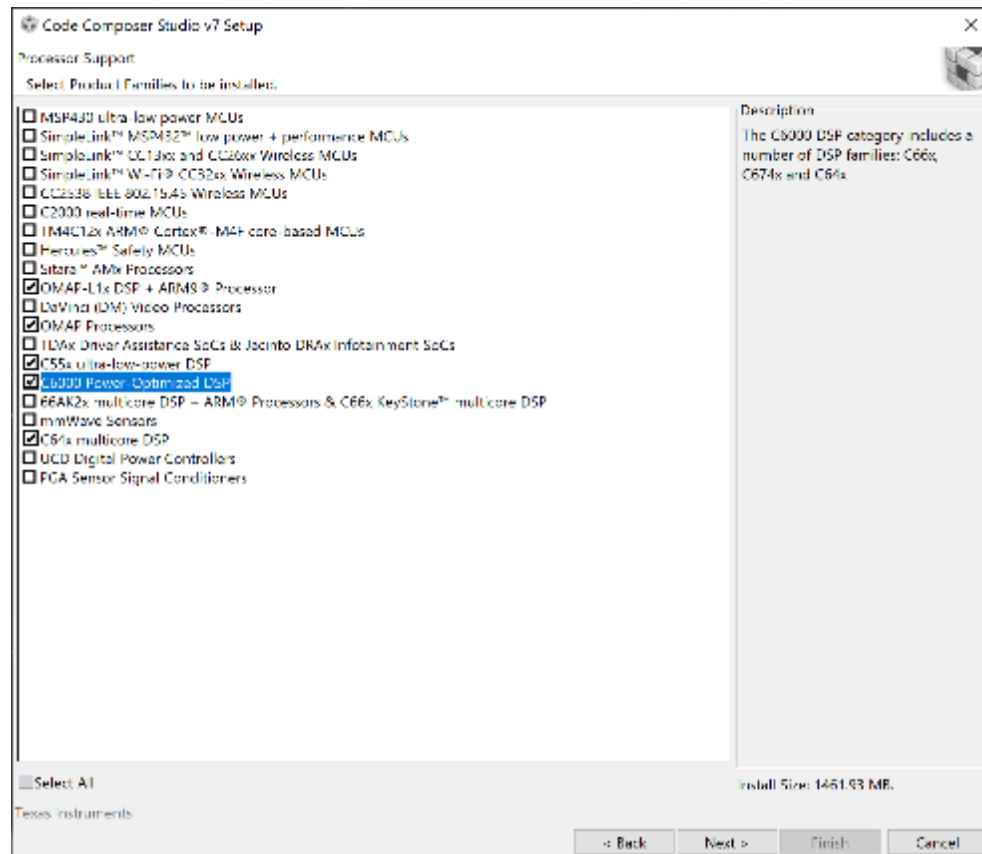 Code Composer Studio v7 Setup
Processor Support
Select Product Families to be installed.
MSP430 ultra-low power MCUs
SimpleLink™ MSP432™ low power + performance MCUs
SimpleLink™ CC13xx and CC26xx Wireless MCUs
SimpleLink™ Wi-Fi® CC32xx Wireless MCUs
CC2538 IEEE 802.15.4S Wireless MCUs
C2000 real-time MCUs
TM4C12x ARM® Cortex®-M4F core-based MCUs
Hercules™ Safety MCUs
Sitara™ AMx Processors
OMAP-L1x DSP + ARM9® Processor
DaVinci (DM) Video Processors
OMAP Processors
TDAx Driver Assistance SoCs & Jacinto DRAx Infotainment SoCs
C55x ultra-low-power DSP
C6000 Power-Optimized DSP
66AK2x multicore DSP + ARM® Processors & C66x KeyStone™ multicore DSP
mmWave Sensors
C64x multicore DSP
UCD Digital Power Controllers
PGA Sensor Signal Conditioners
Description
The C6000 DSP category includes a
number of DSP families: C66x,
C674x and C64x
Select All
Install Size: 1461.93 MB.
Texas Instruments
< Back
Next >
Finish
Cancel